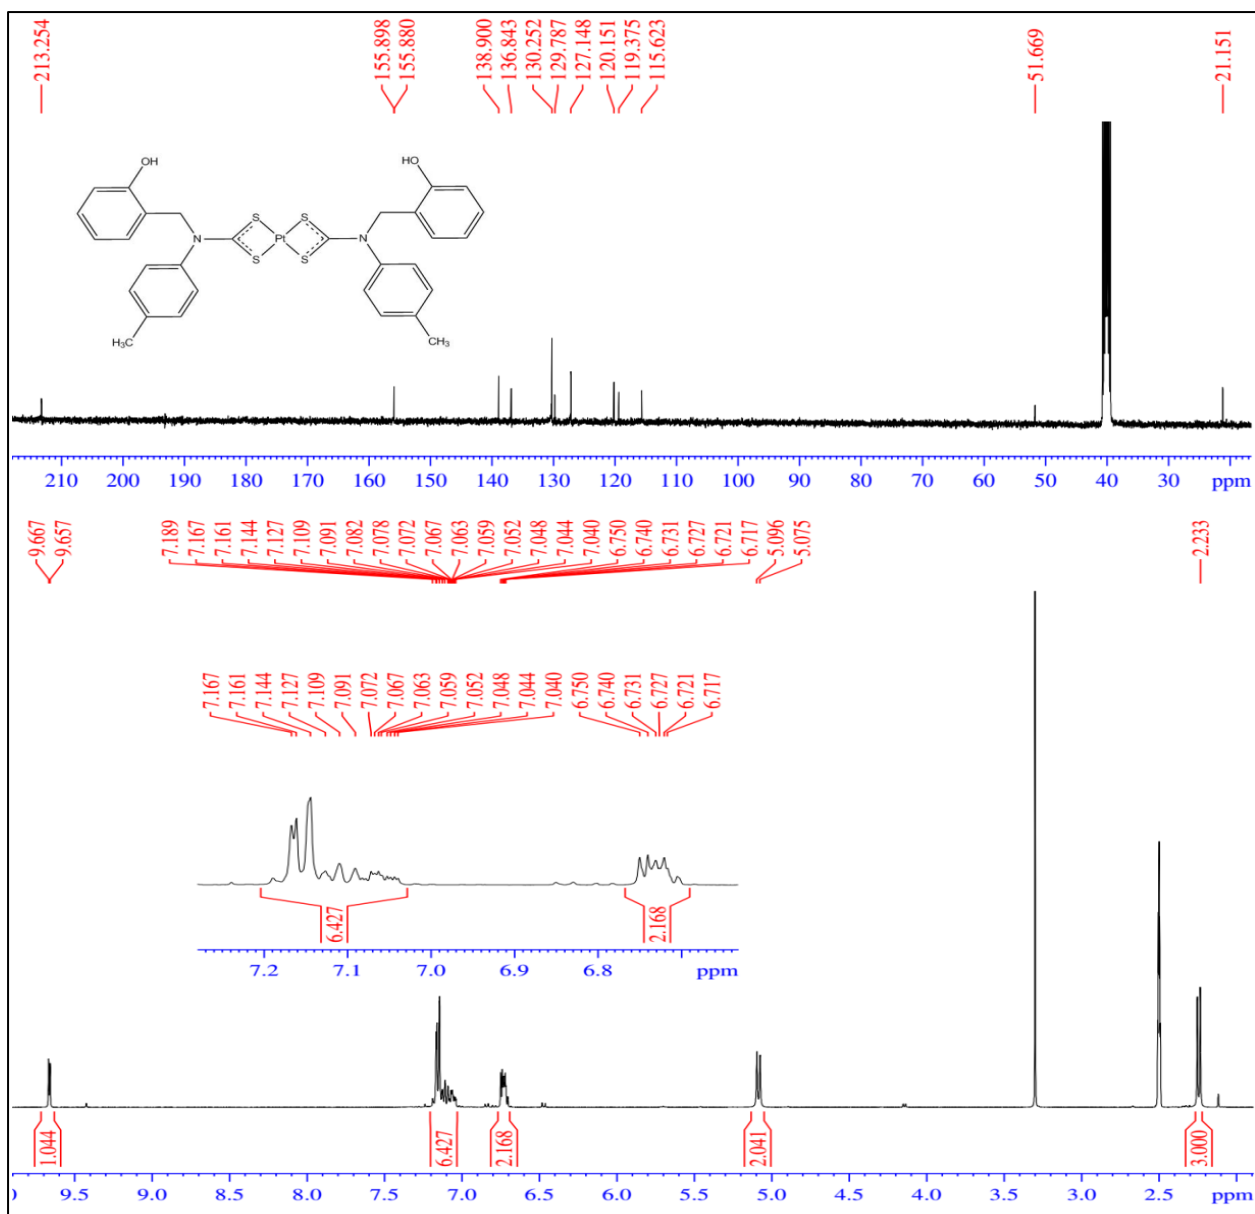 213.254 155.898 155.880 138.900 136.843 130.252 129.787 127.148 120.151 119.375 115.623 51.669 21.151
OH HO
S S
N Pt N
S S
H₃C CH₃
210 200 190 180 170 160 150 140 130 120 110 100 90 80 70 60 50 40 30 ppm
9.667 9.657 7.189 7.167 7.161 7.144 7.127 7.109 7.091 7.082 7.078 7.072 7.067 7.063 7.059 7.052 7.048 7.044 7.040 6.750 6.740 6.731 6.727 6.721 6.717 5.096 5.075 2.233
7.167 7.161 7.144 7.127 7.109 7.091 7.072 7.067 7.063 7.059 7.052 7.048 7.044 7.040 6.750 6.740 6.731 6.727 6.721 6.717
6.427 2.168
7.2 7.1 7.0 6.9 6.8 ppm
1.044 6.427 2.168 2.041 3.000
9.5 9.0 8.5 8.0 7.5 7.0 6.5 6.0 5.5 5.0 4.5 4.0 3.5 3.0 2.5 ppm